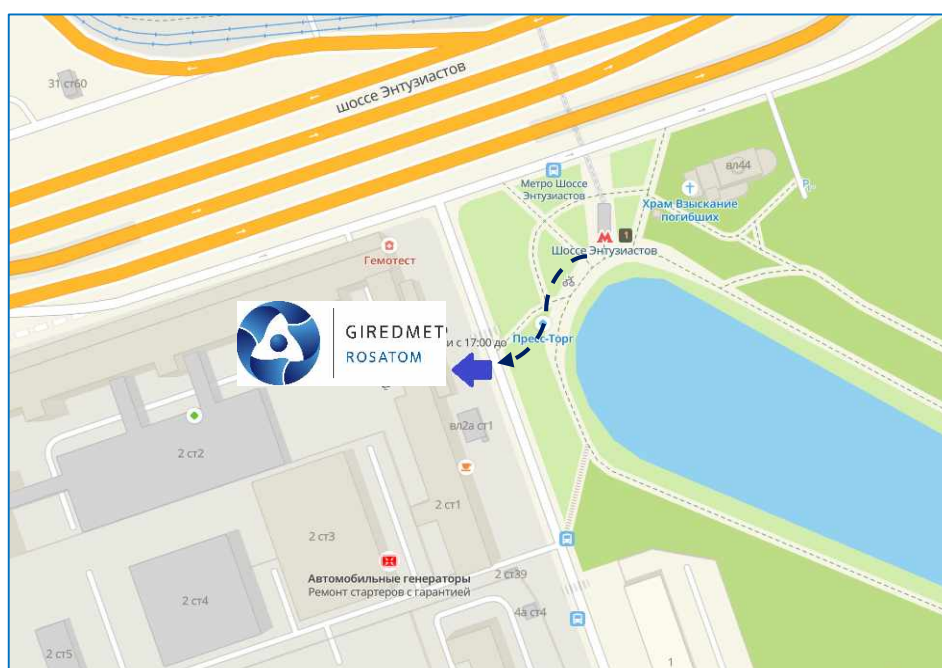 31 ст60
шоссе Энтузиастов
вл44
Метро Шоссе
Энтузиастов
Храм Взыскание
погибших
Р..
1
Шоссе Энтузиастов
Гемотест
GIREDMET
ROSATOM
и с 17:00 до
Пресс-Торг
вл2а ст1
2 ст2
2 ст1
2 ст3
Автомобильные генераторы
Ремонт стартеров с гарантией
2 ст39
2 ст4
4а ст4
2 ст5
1